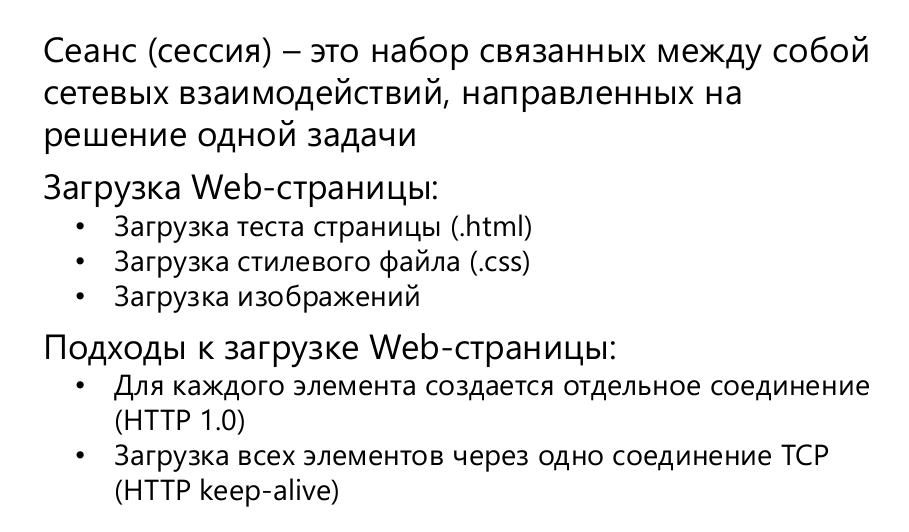 Сеанс (сессия) – это набор связанных между собой
сетевых взаимодействий, направленных на
решение одной задачи
Загрузка Web-страницы:
• Загрузка теста страницы (.html)
• Загрузка стилевого файла (.css)
• Загрузка изображений
Подходы к загрузке Web-страницы:
• Для каждого элемента создается отдельное соединение
(HTTP 1.0)
• Загрузка всех элементов через одно соединение TCP
(HTTP keep-alive)